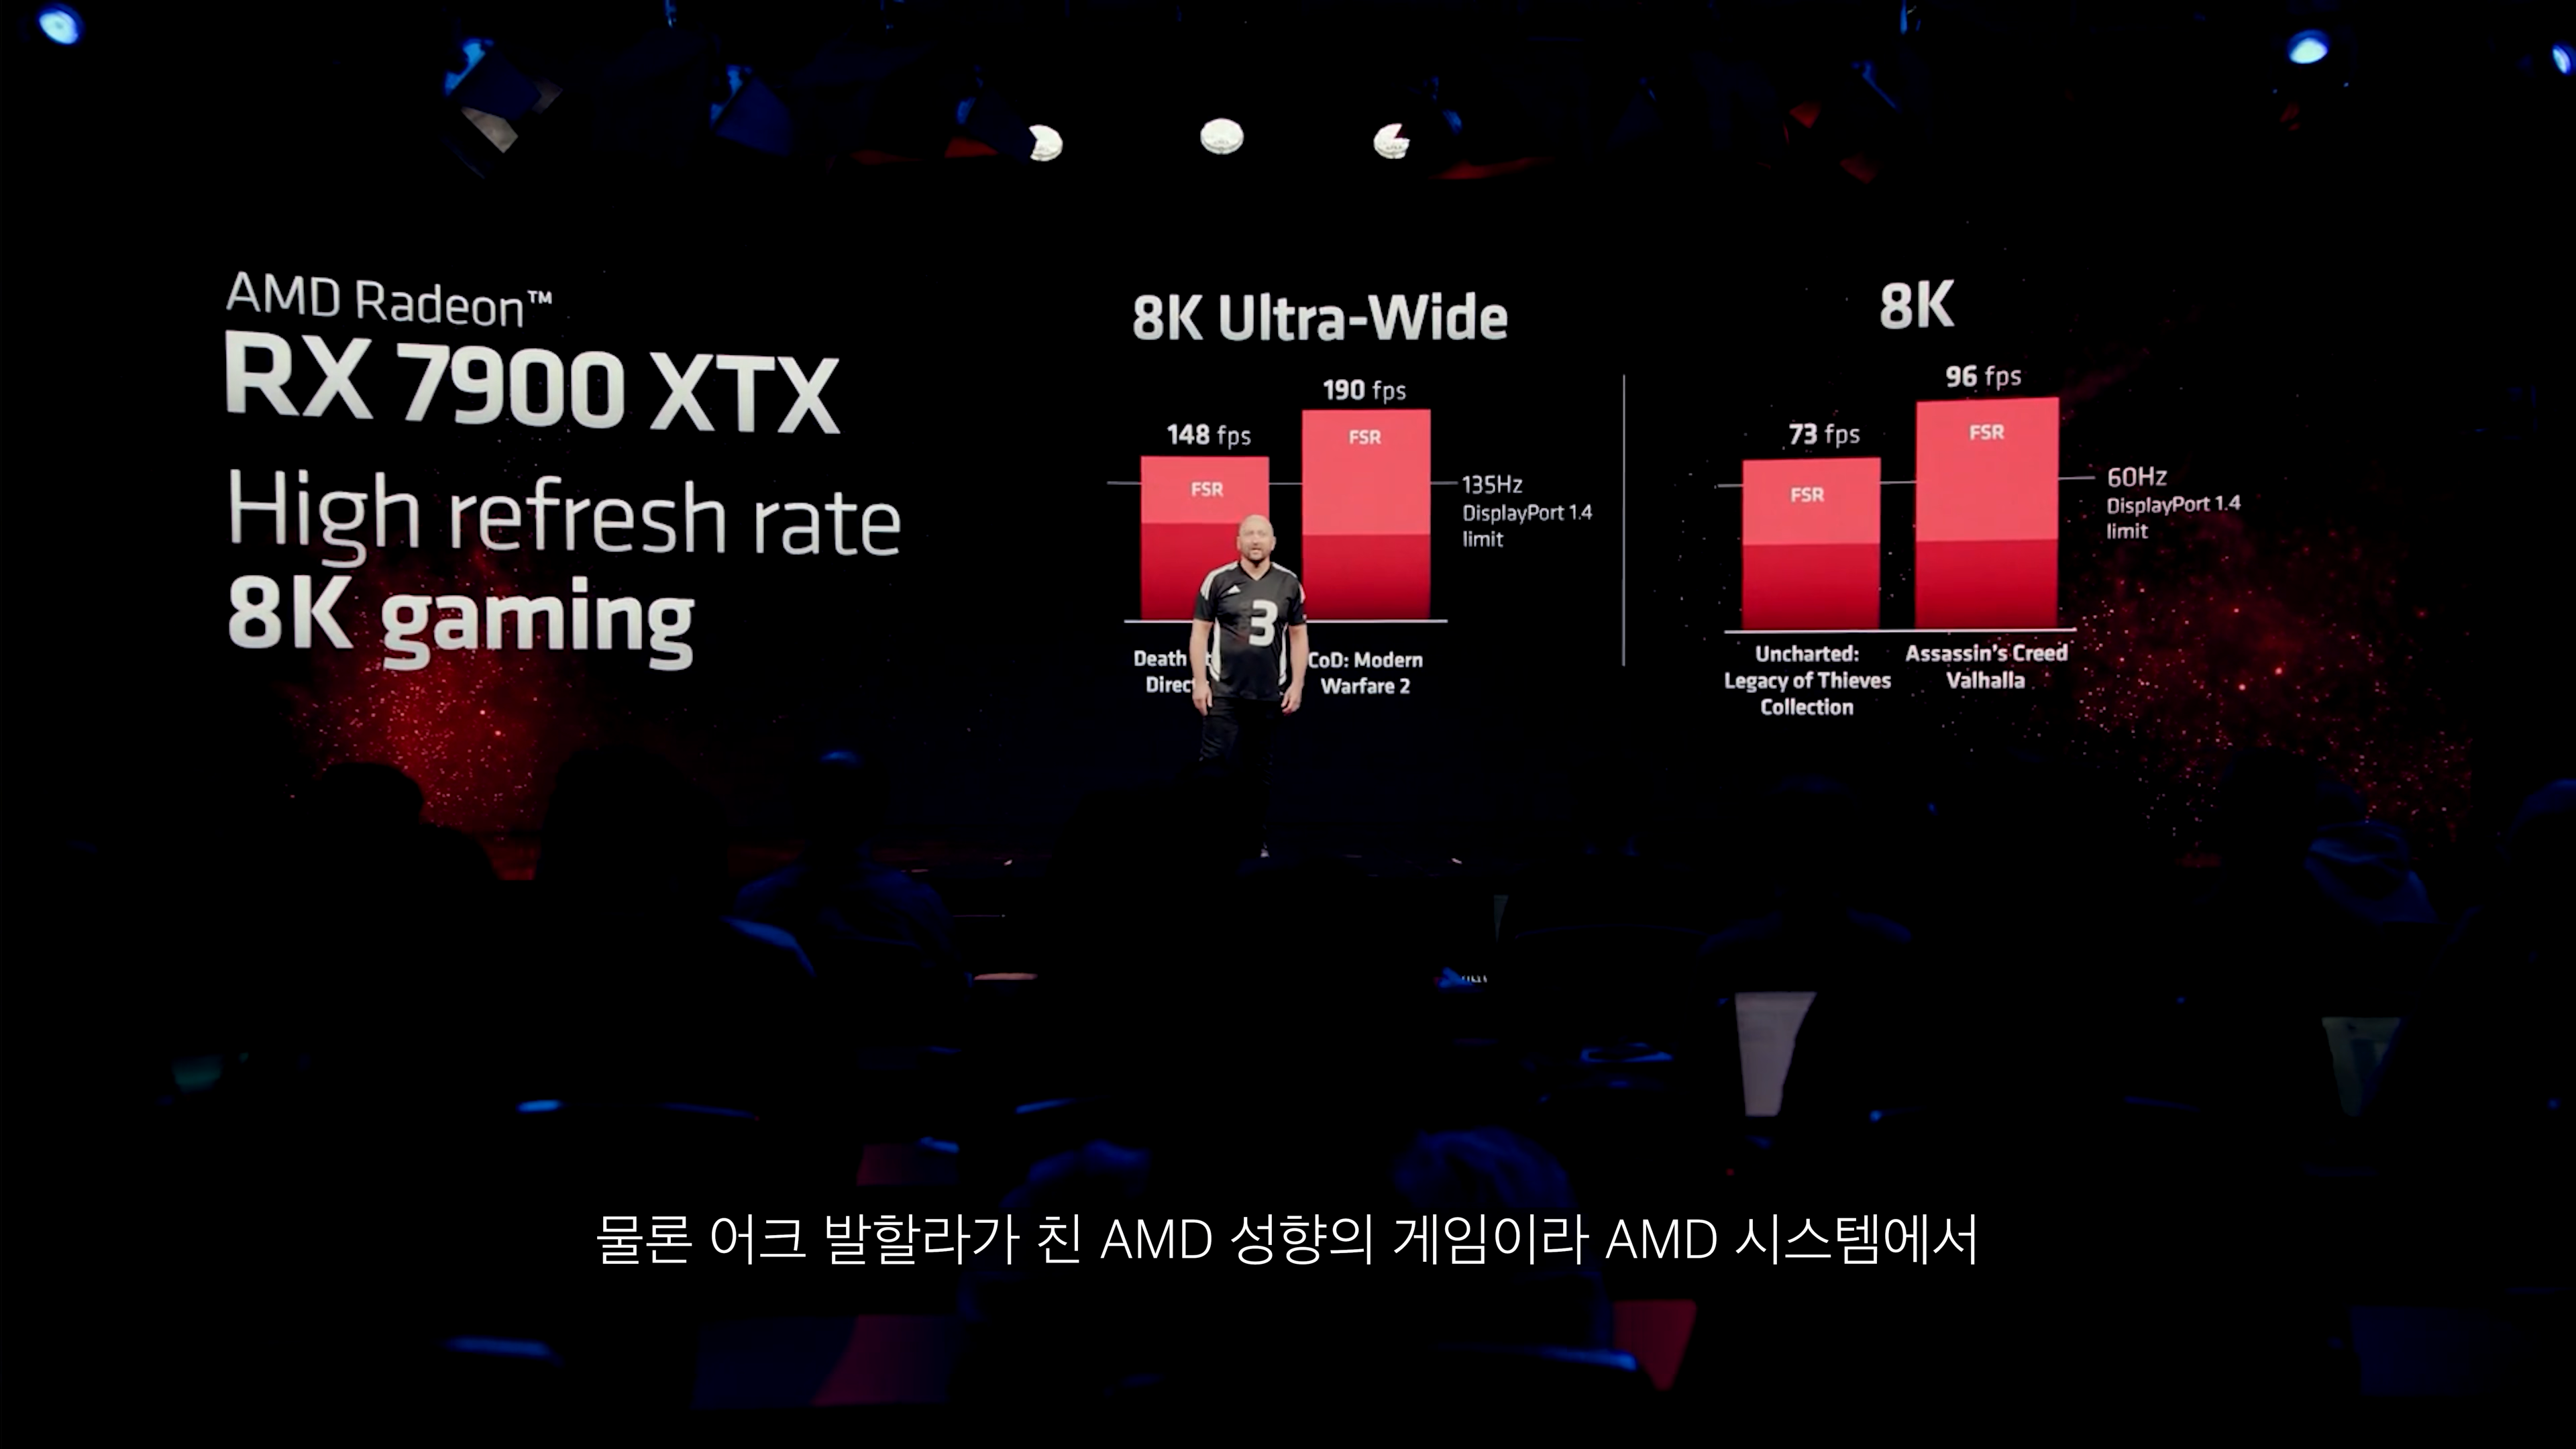 AMD Radeon™
RX 7900 XTX
High refresh rate
8K gaming
8K Ultra-Wide
148 fps
FSR
190 fps
FSR
135Hz
DisplayPort 1.4
limit
Death
CoD: Modern
Warfare 2
3
8K
73 fps
FSR
96 fps
FSR
60Hz
DisplayPort 1.4
limit
Uncharted:
Legacy of Thieves
Collection
Assassin's Creed
Valhalla
물론 어크 발할라가 친 AMD 성향의 게임이라 AMD 시스템에서